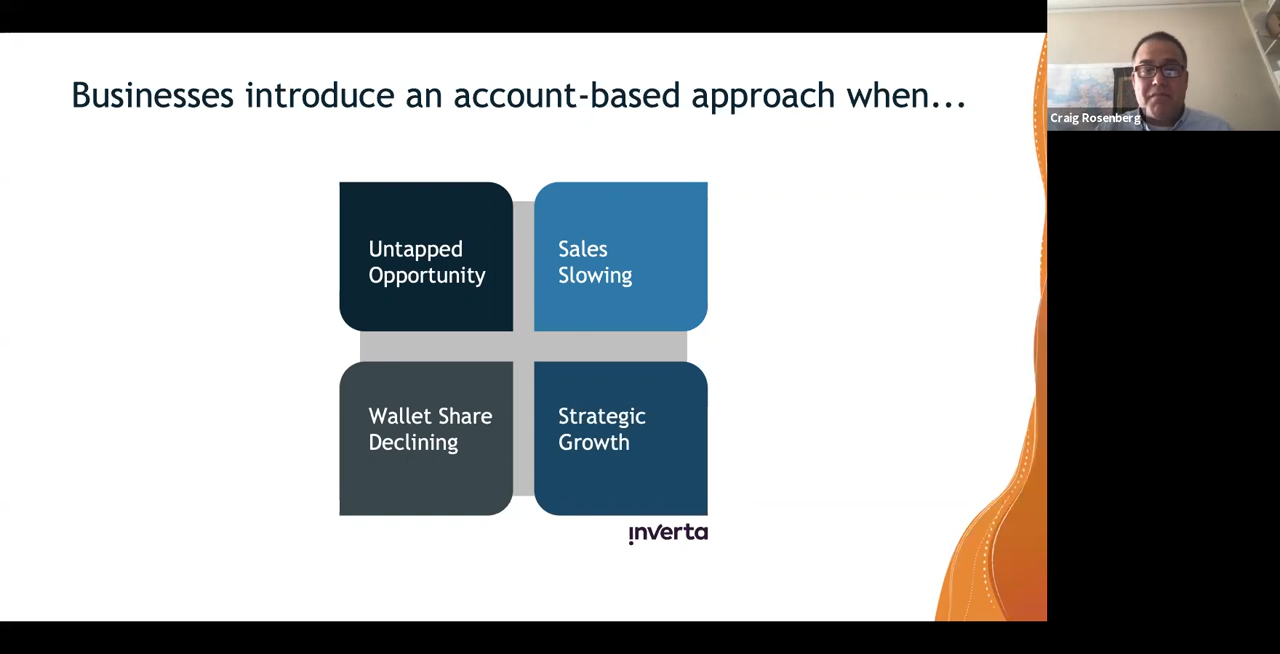 Businesses introduce an account-based approach when...
Craig Rosenberg
Untapped
Opportunity
Sales
Slowing
Wallet Share
Declining
Strategic
Growth
inverta